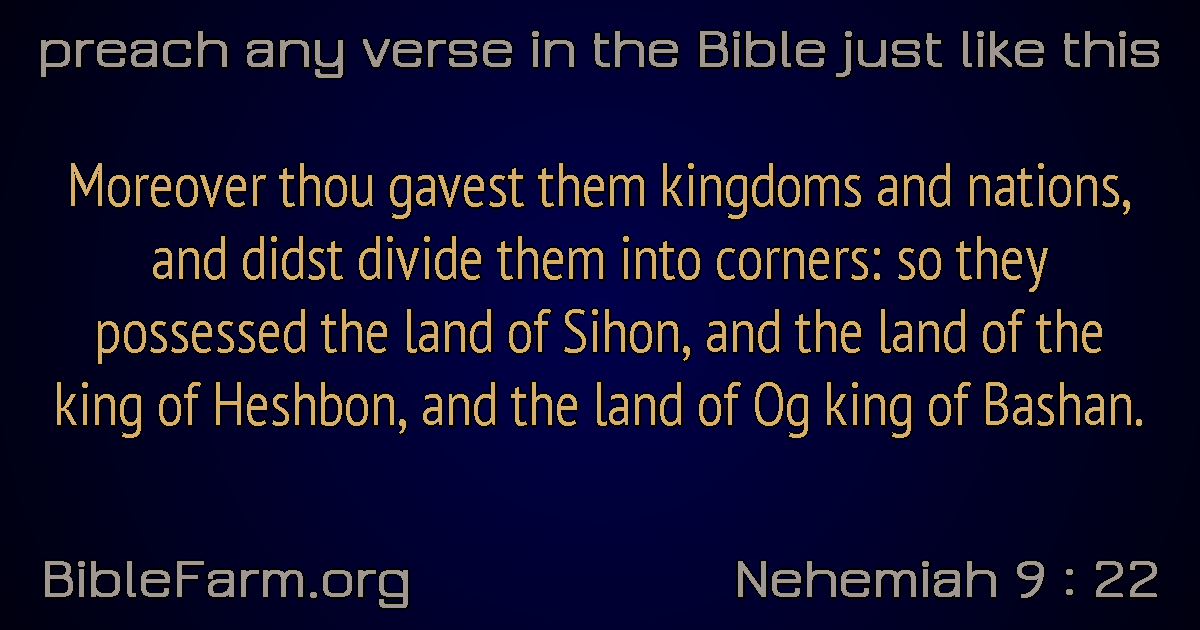 preach any verse in the Bible just like this
Moreover thou gavest them kingdoms and nations,
and didst divide them into corners: so they
possessed the land of Sihon, and the land of the
king of Heshbon, and the land of Og king of Bashan.
BibleFarm.org
Nehemiah 9 : 22